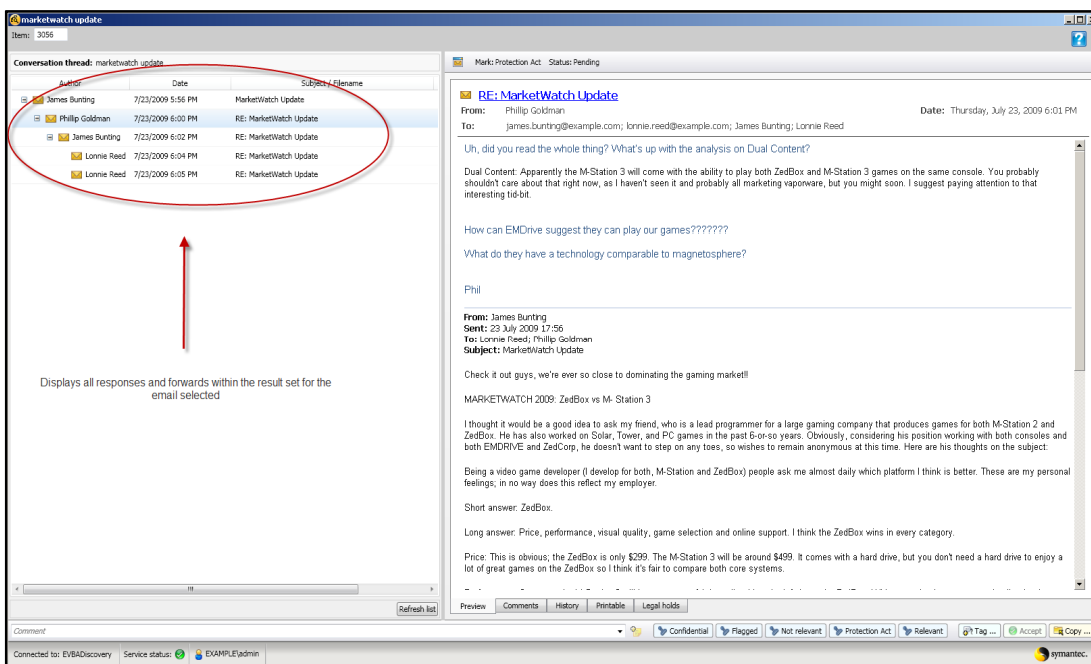 marketwatch update
Item: 3056
Conversation thread: marketwatch update
Author Date Subject / Filename
James Bunting 7/23/2009 5:56 PM MarketWatch Update
Phillip Goldman 7/23/2009 6:00 PM RE: MarketWatch Update
James Bunting 7/23/2009 6:02 PM RE: MarketWatch Update
Lonnie Reed 7/23/2009 6:04 PM RE: MarketWatch Update
Lonnie Reed 7/23/2009 6:05 PM RE: MarketWatch Update
Displays all responses and forwards within the result set for the
email selected
Refresh list
Mark: Protection Act Status: Pending
RE: MarketWatch Update
From: Phillip Goldman Date: Thursday, July 23, 2009 6:01 PM
To: james.bunting@example.com; lonnie.reed@example.com; James Bunting; Lonnie Reed
Uh, did you read the whole thing? What's up with the analysis on Dual Content?
Dual Content: Apparently the M-Station 3 will come with the ability to play both ZedBox and M-Station 3 games on the same console. You probably
shouldn't care about that right now, as I haven't seen it and probably all marketing vaporware, but you might soon. I suggest paying attention to that
interesting tid-bit.
How can EMDrive suggest they can play our games???????
What do they have a technology comparable to magnetosphere?
Phil
From: James Bunting
Sent: 23 July 2009 17:56
To: Lonnie Reed; Phillip Goldman
Subject: MarketWatch Update
Check it out guys, we're ever so close to dominating the gaming market!!
MARKETWATCH 2009: ZedBox vs M- Station 3
I thought it would be a good idea to ask my friend, who is a lead programmer for a large gaming company that produces games for both M-Station 2 and
ZedBox. He has also worked on Solar, Tower, and PC games in the past 6-or-so years. Obviously, considering his position working with both consoles and
both EMDRIVE and ZedCorp, he doesn't want to step on any toes, so wishes to remain anonymous at this time. Here are his thoughts on the subject:
Being a video game developer (I develop for both, M-Station and ZedBox) people ask me almost daily which platform I think is better. These are my personal
feelings; in no way does this reflect my employer.
Short answer: ZedBox.
Long answer: Price, performance, visual quality, game selection and online support. I think the ZedBox wins in every category.
Price: This is obvious; the ZedBox is only $299. The M-Station 3 will be around $499. It comes with a hard drive, but you don't need a hard drive to enjoy a
lot of great games on the ZedBox so I think it's fair to compare both core systems.
Preview Comments History Printable Legal holds
Comment Confidential Flagged Not relevant Protection Act Relevant Tag ... Accept Copy ...
Connected to: EVBADiscovery Service status: EXAMPLE\admin symantec.